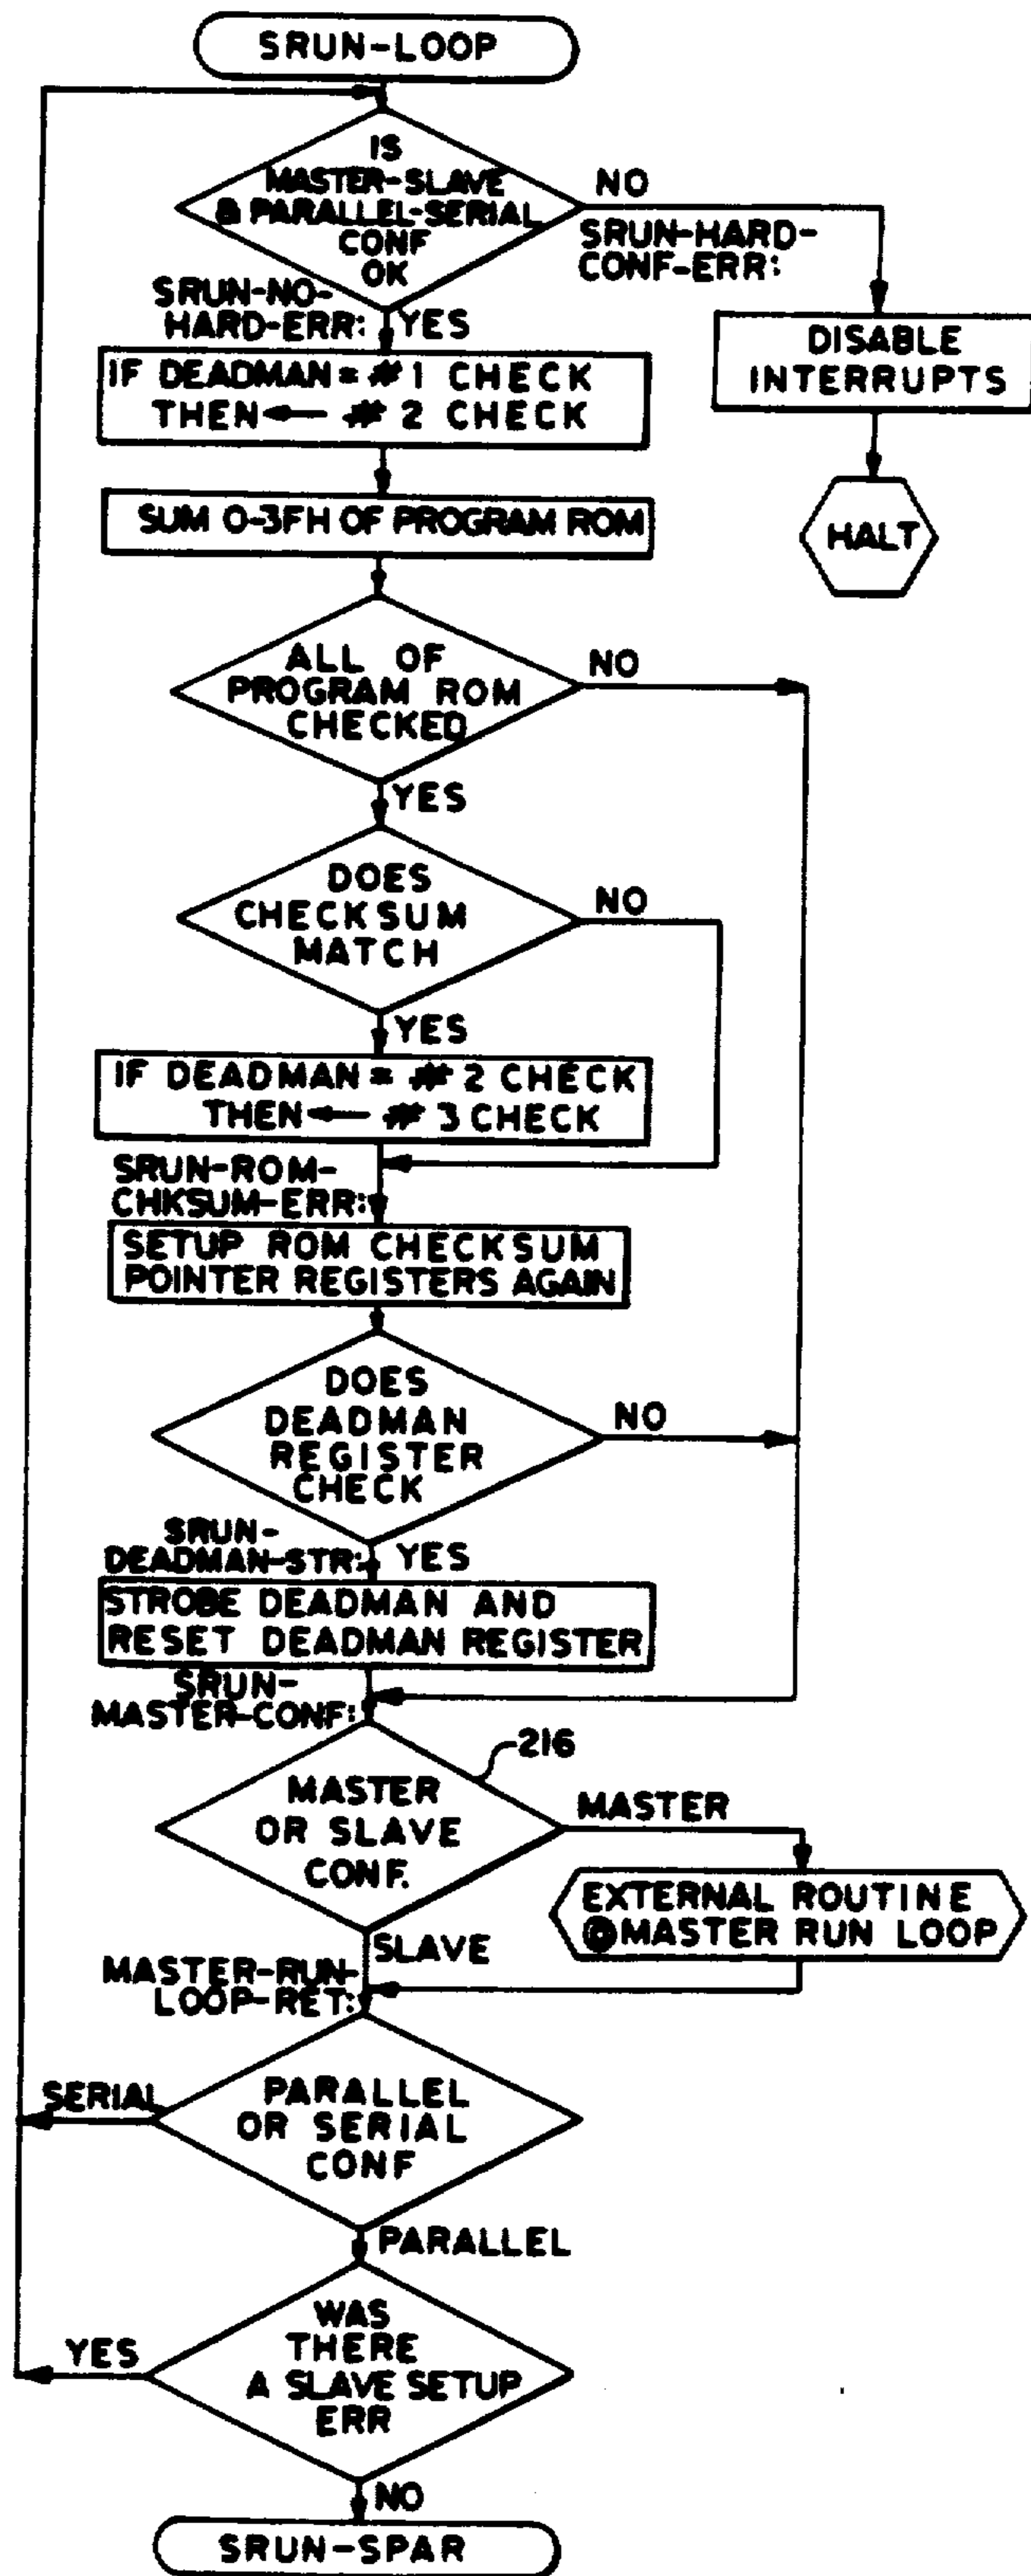 SRUN-LOOP
IS
MASTER-SLAVE
& PARALLEL-SERIAL
CONF
OK
NO
SRUN-HARD-
CONF-ERR:
DISABLE
INTERRUPTS
HALT
SRUN-NO-
HARD-ERR:
YES
IF DEADMAN = # 1 CHECK
THEN ← # 2 CHECK
SUM 0-3FH OF PROGRAM ROM
ALL OF
PROGRAM ROM
CHECKED
NO
YES
DOES
CHECKSUM
MATCH
NO
YES
IF DEADMAN = # 2 CHECK
THEN ← # 3 CHECK
SRUN-ROM-
CHKSUM-ERR:
SETUP ROM CHECKSUM
POINTER REGISTERS AGAIN
DOES
DEADMAN
REGISTER
CHECK
NO
SRUN-
DEADMAN-STR:
YES
STROBE DEADMAN AND
RESET DEADMAN REGISTER
SRUN-
MASTER-CONF:
216
MASTER
OR SLAVE
CONF.
MASTER
EXTERNAL ROUTINE
@MASTER RUN LOOP
SLAVE
MASTER-RUN-
LOOP-RET:
PARALLEL
OR SERIAL
CONF
SERIAL
PARALLEL
WAS
THERE
A SLAVE SETUP
ERR
YES
NO
SRUN-SPAR